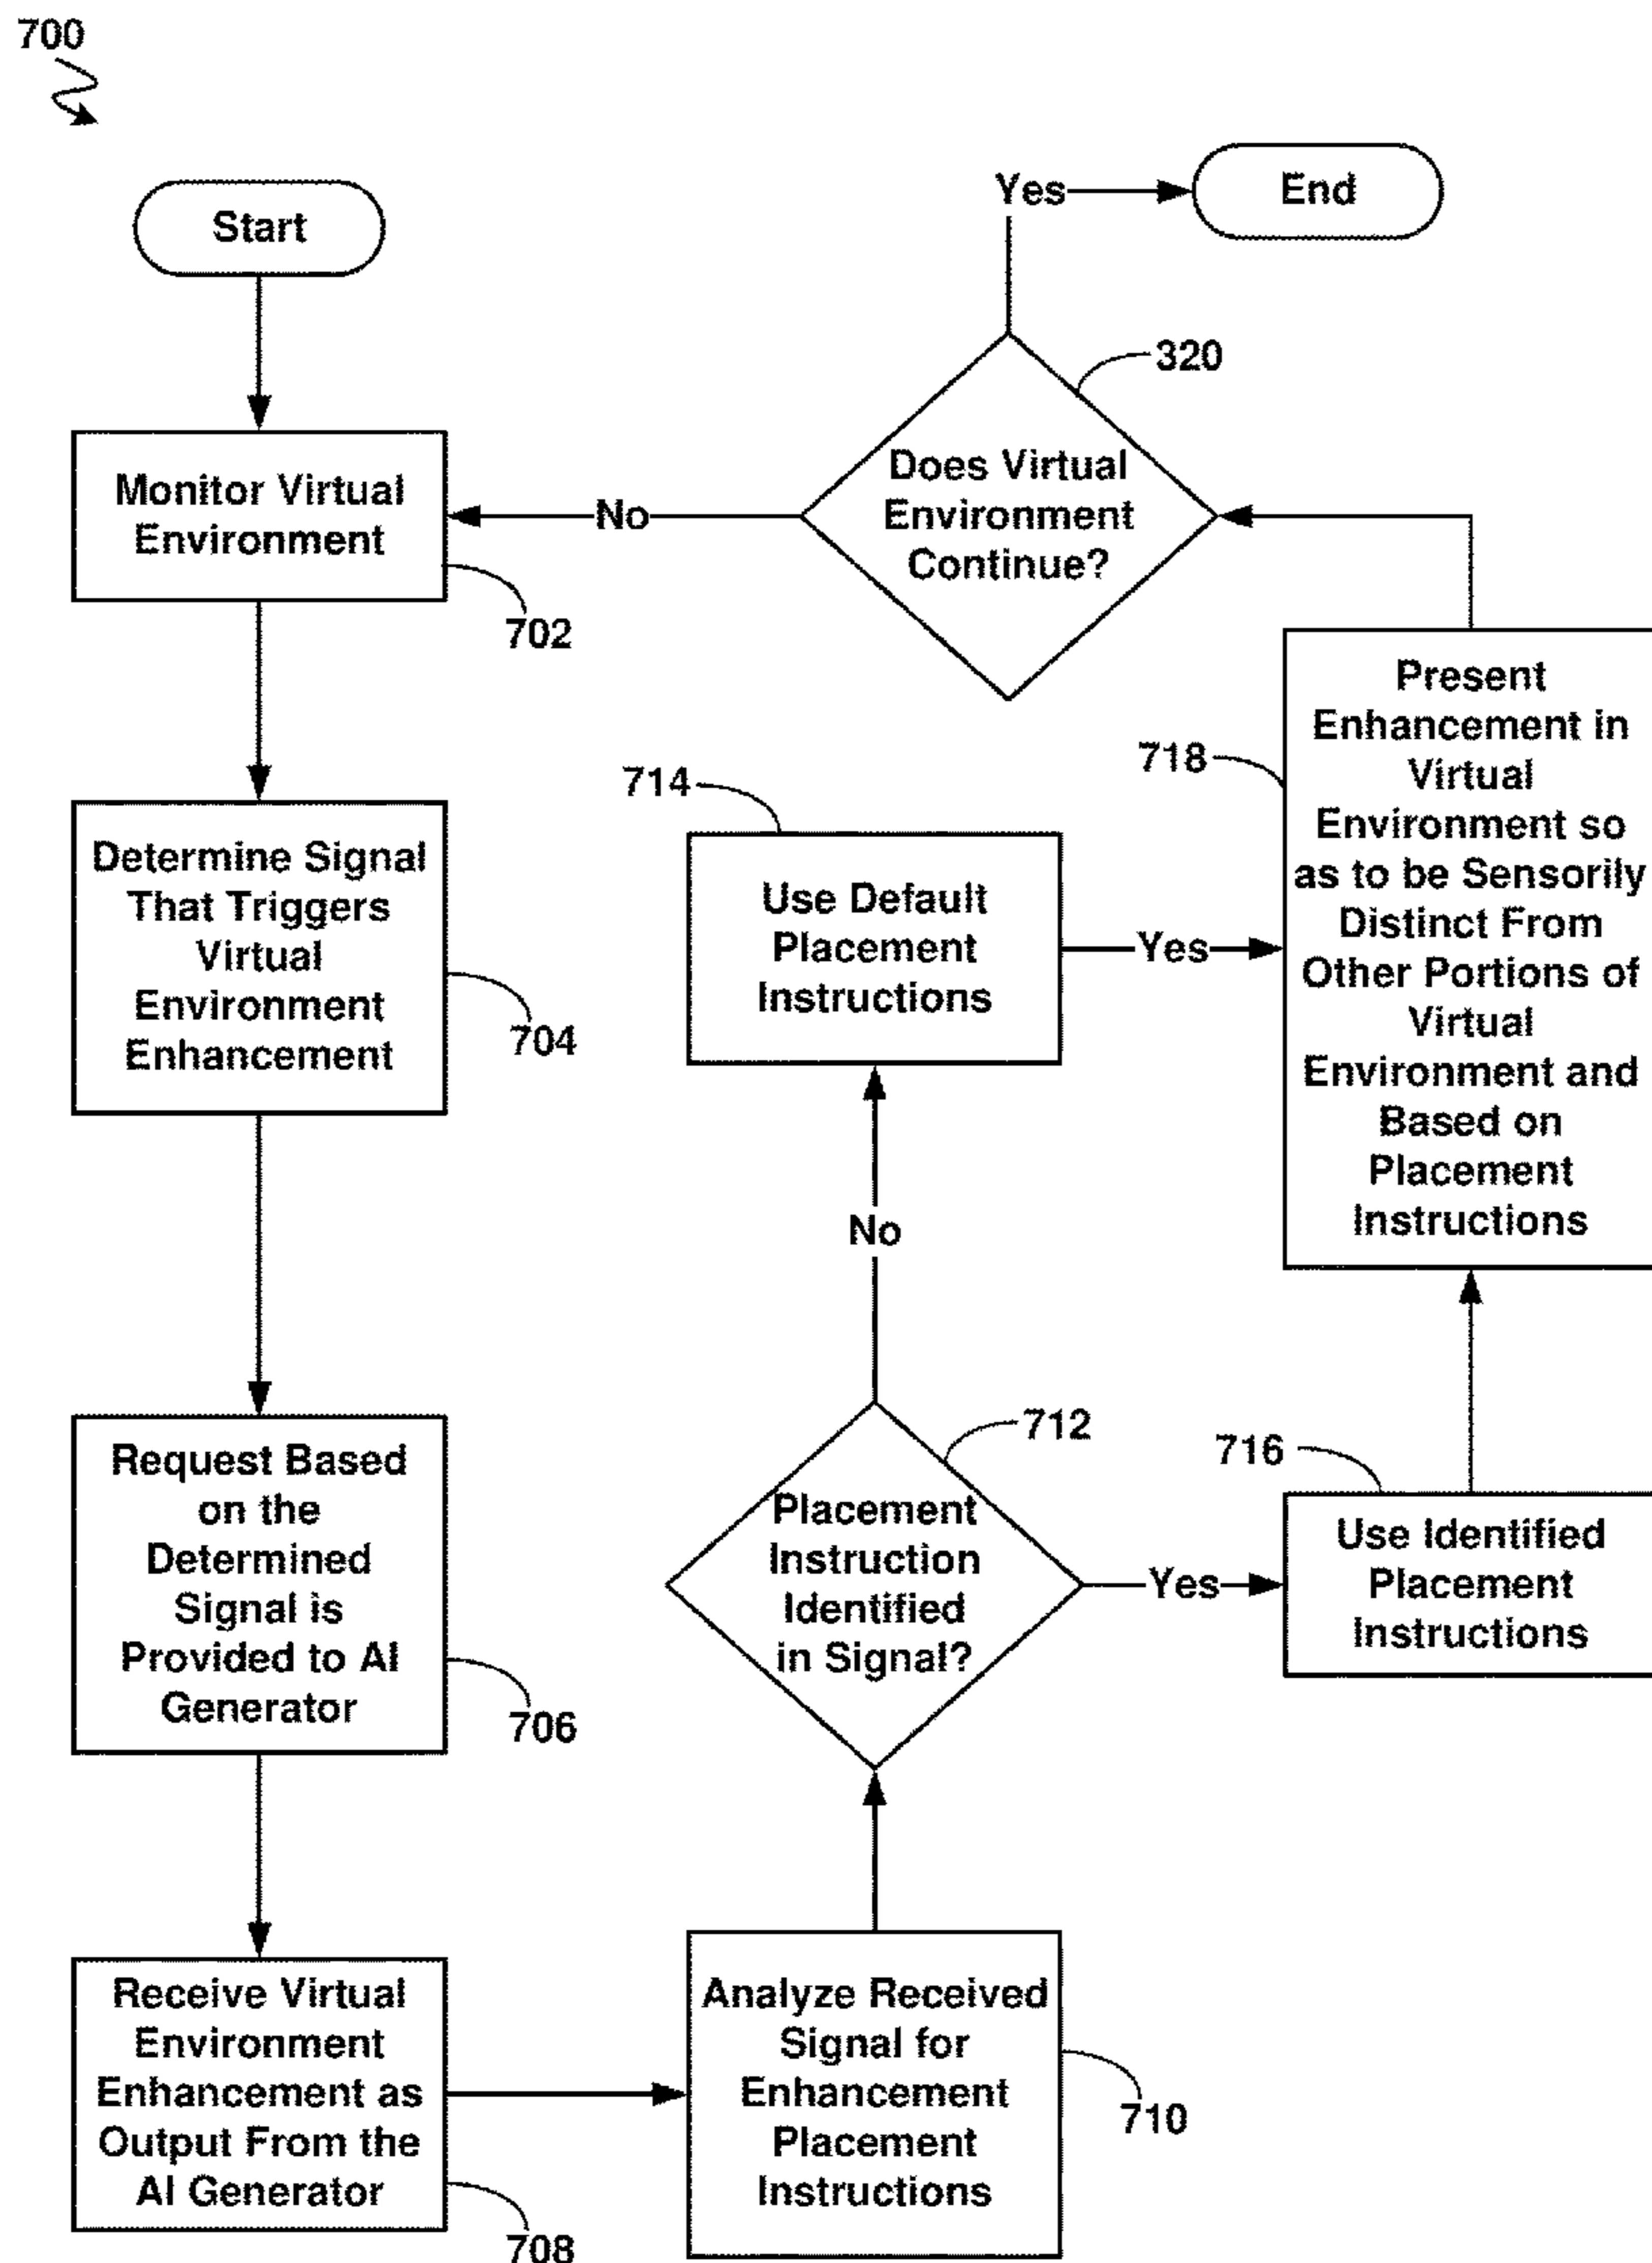 700
Start
Monitor Virtual
Environment
702
Determine Signal
That Triggers
Virtual
Environment
Enhancement
704
Request Based
on the
Determined
Signal is
Provided to AI
Generator
706
Receive Virtual
Environment
Enhancement as
Output From the
AI Generator
708
Analyze Received
Signal for
Enhancement
Placement
Instructions
710
Placement
Instruction
Identified
in Signal?
712
No
Yes
714
Use Default
Placement
Instructions
Yes
716
Use Identified
Placement
Instructions
718
Present
Enhancement in
Virtual
Environment so
as to be Sensorily
Distinct From
Other Portions of
Virtual
Environment and
Based on
Placement
Instructions
Does Virtual
Environment
Continue?
320
No
Yes
End